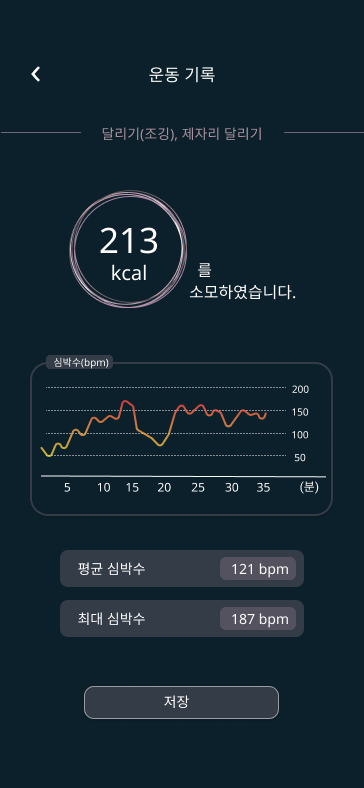 운동 기록
달리기(조깅), 제자리 달리기
213
kcal
를
소모하였습니다.
심박수(bpm)
200
150
100
50
5 10 15 20 25 30 35 (분)
평균 심박수 121 bpm
최대 심박수 187 bpm
저장